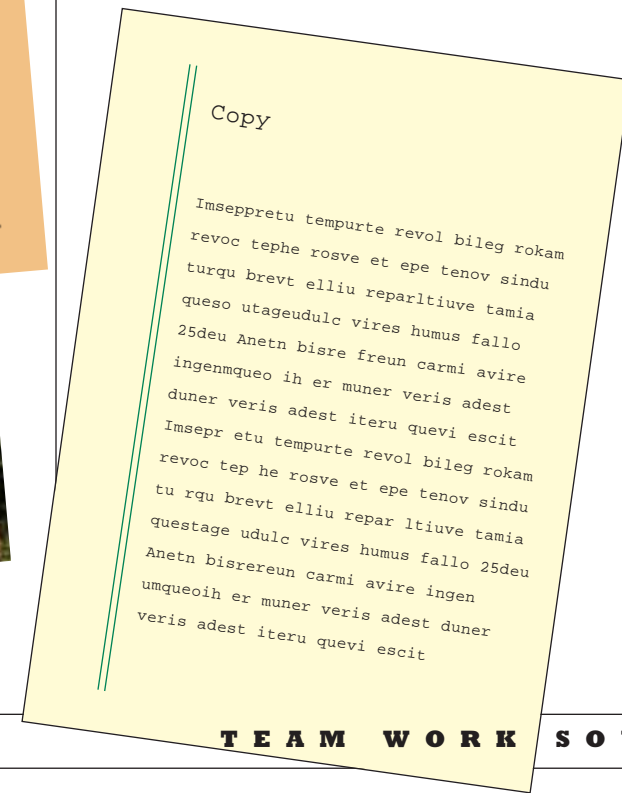 Copy
Imseppretu tempurte revol bileg rokam
revoc tephe rosve et epe tenov sindu
turqu brevt elliu reparltiuve tamia
queso utageudulc vires humus fallo
25deu Anetn bisre freun carmi avire
ingenmqueo ih er muner veris adest
duner veris adest iteru quevi escit
Imsepr etu tempurte revol bileg rokam
revoc tep he rosve et epe tenov sindu
tu rqu brevt elliu repar ltiuve tamia
questage udulc vires humus fallo 25deu
Anetn bisrereun carmi avire ingen
umqueoih er muner veris adest duner
veris adest iteru quevi escit
TEAM WORK